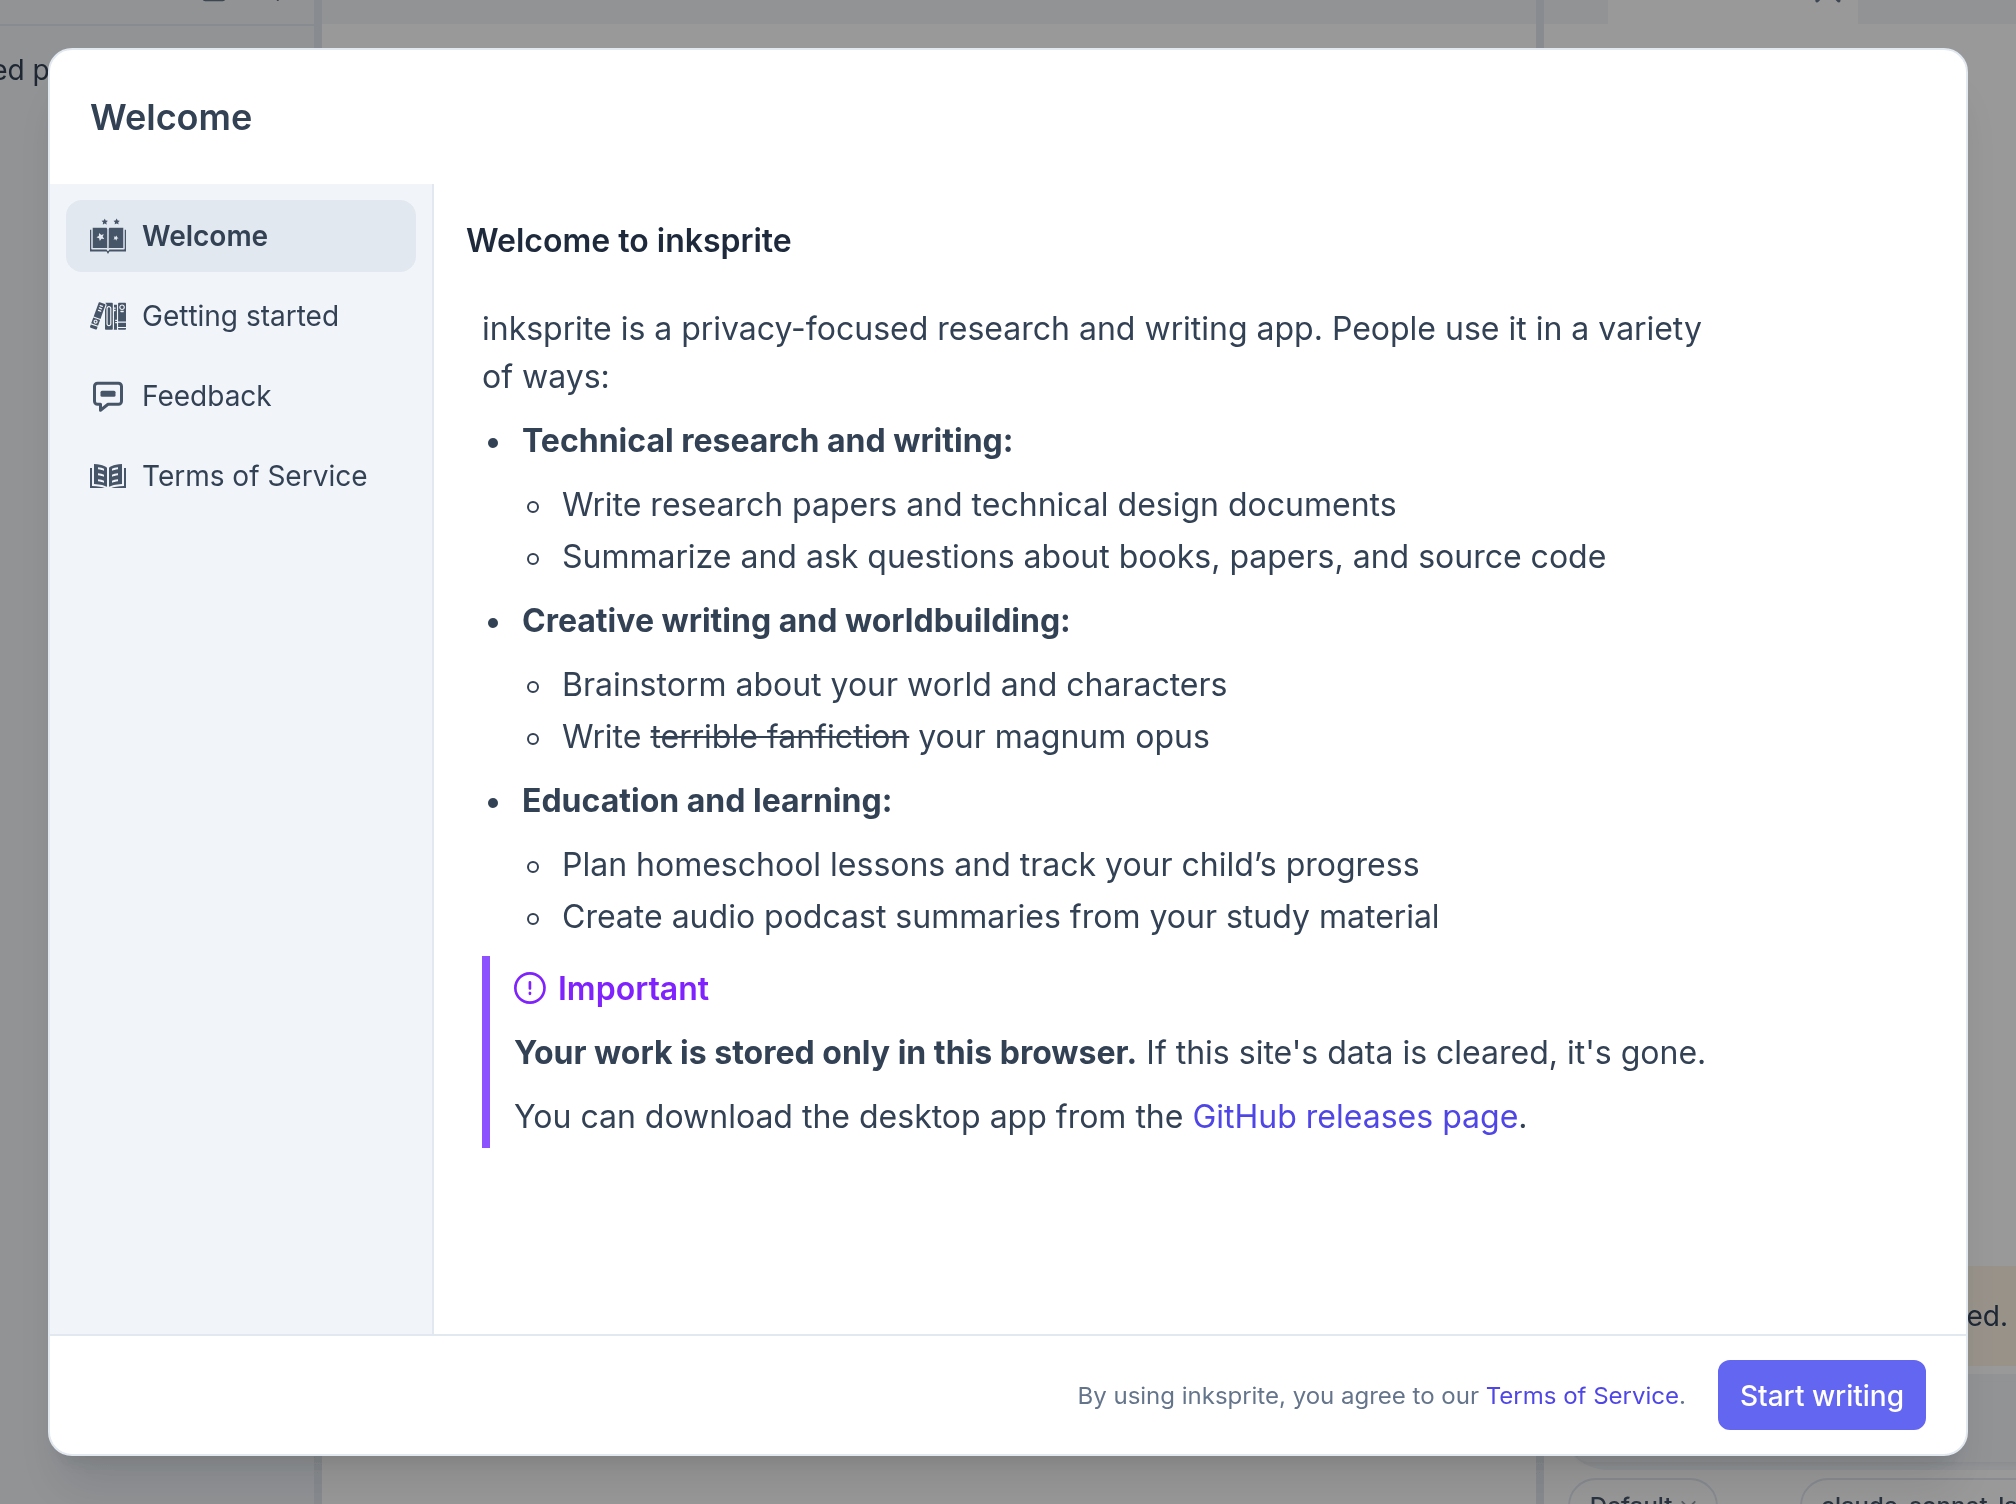 ed p
Welcome
Welcome
Getting started
Feedback
Terms of Service
Welcome to inksprite
inksprite is a privacy-focused research and writing app. People use it in a variety
of ways:
• Technical research and writing:
◦ Write research papers and technical design documents
◦ Summarize and ask questions about books, papers, and source code
• Creative writing and worldbuilding:
◦ Brainstorm about your world and characters
◦ Write ~~terrible fanfiction~~ your magnum opus
• Education and learning:
◦ Plan homeschool lessons and track your child’s progress
◦ Create audio podcast summaries from your study material
Important
Your work is stored only in this browser. If this site's data is cleared, it's gone.
You can download the desktop app from the GitHub releases page.
ed.
By using inksprite, you agree to our Terms of Service.
Start writing
Default